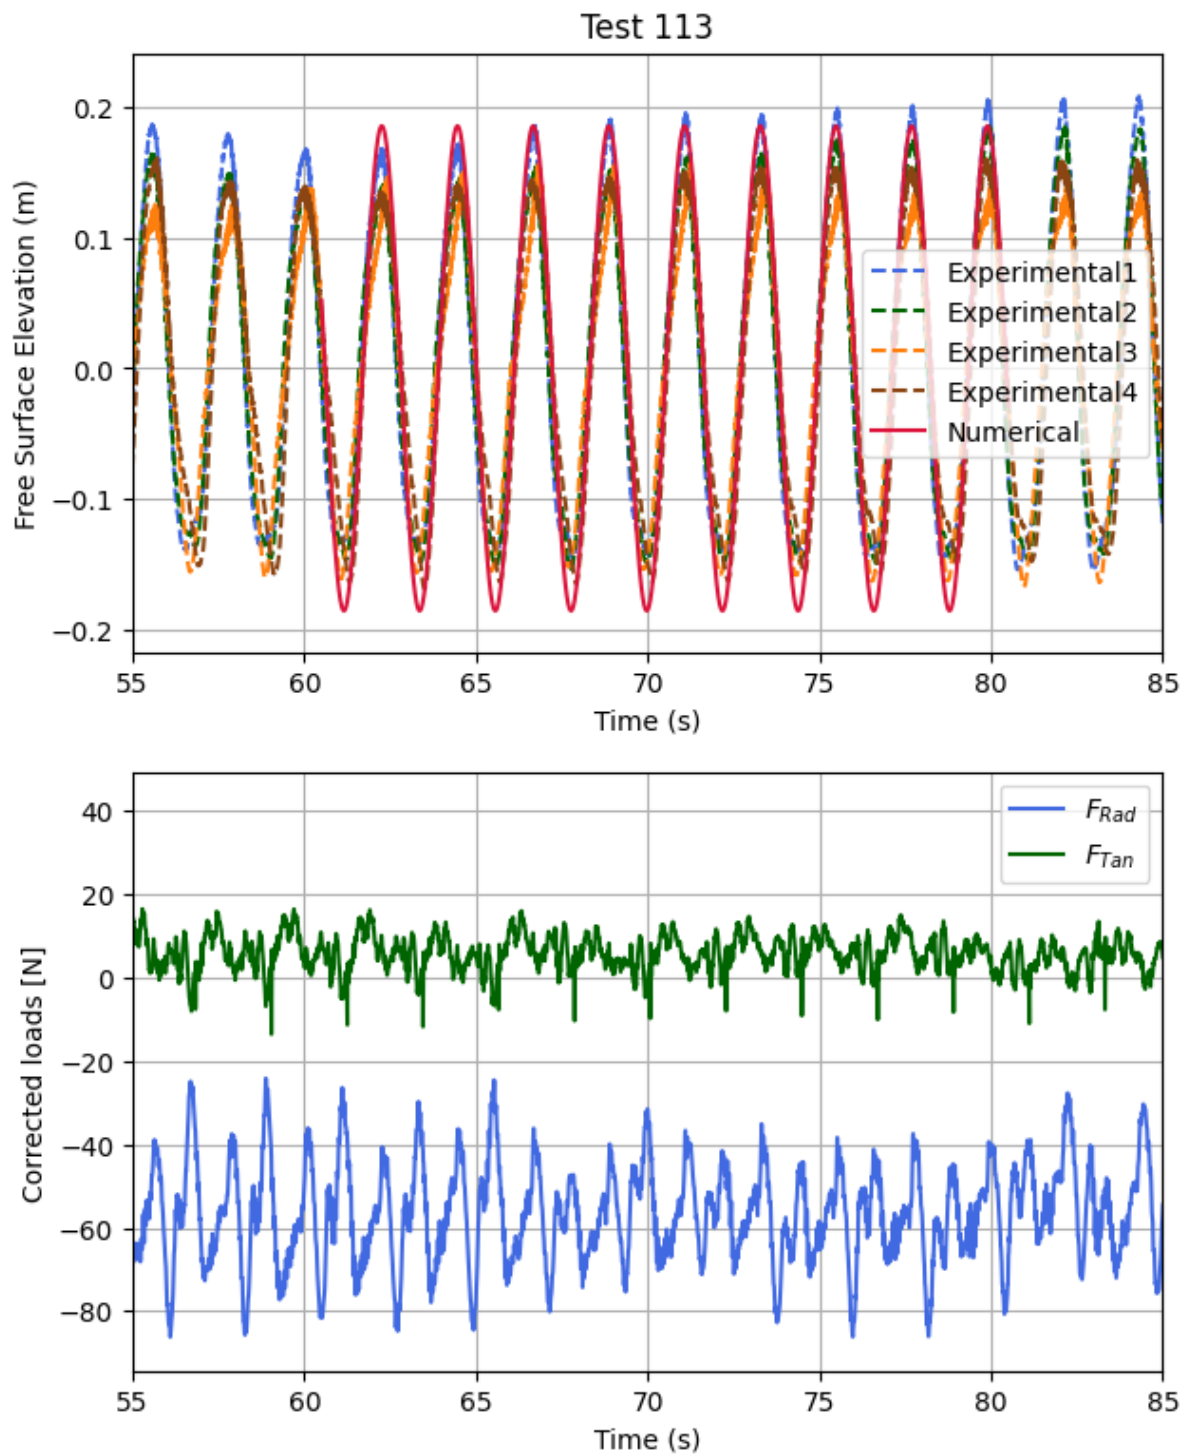 Test 113
Free Surface Elevation (m)
0.2
0.1
0.0
−0.1
−0.2
Experimental1
Experimental2
Experimental3
Experimental4
Numerical
55 60 65 70 75 80 85
Time (s)
Corrected loads [N]
40
20
0
−20
−40
−60
−80
F_Rad
F_Tan
55 60 65 70 75 80 85
Time (s)